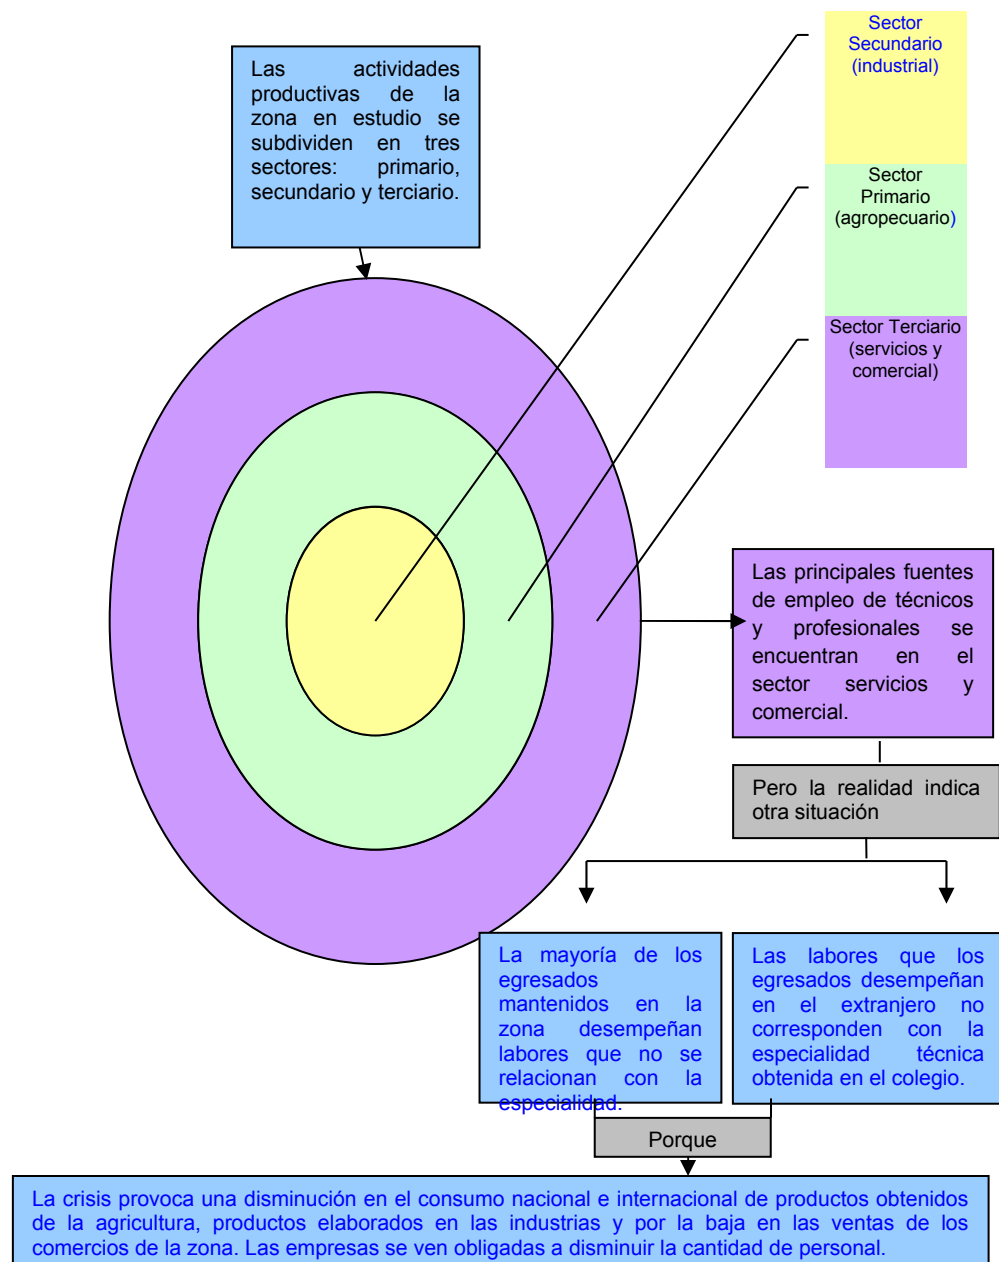 Sector
Secundario
(industrial)
Las actividades
productivas de la
zona en estudio se
subdividen en tres
sectores: primario,
secundario y terciario.
Sector
Primario
(agropecuario)
Sector Terciario
(servicios y
comercial)
Las principales fuentes
de empleo de técnicos
y profesionales se
encuentran en el
sector servicios y
comercial.
Pero la realidad indica
otra situación
La mayoría de los
egresados
mantenidos en la
zona desempeñan
labores que no se
relacionan con la
especialidad.
Las labores que los
egresados desempeñan
en el extranjero no
corresponden con la
especialidad técnica
obtenida en el colegio.
Porque
La crisis provoca una disminución en el consumo nacional e internacional de productos obtenidos
de la agricultura, productos elaborados en las industrias y por la baja en las ventas de los
comercios de la zona. Las empresas se ven obligadas a disminuir la cantidad de personal.